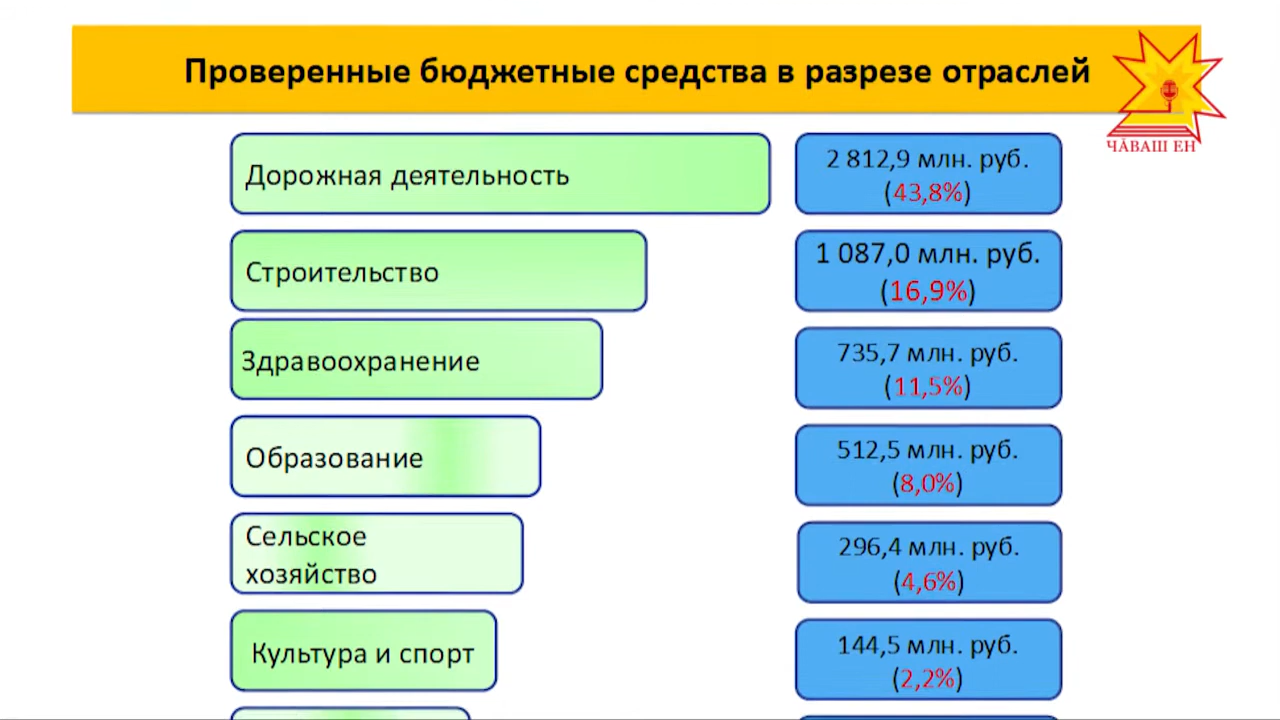 Проверенные бюджетные средства в разрезе отраслей
ЧӐВАШ ЕН
Дорожная деятельность
2 812,9 млн. руб.
(43,8%)
Строительство
1 087,0 млн. руб.
(16,9%)
Здравоохранение
735,7 млн. руб.
(11,5%)
Образование
512,5 млн. руб.
(8,0%)
Сельское
хозяйство
296,4 млн. руб.
(4,6%)
Культура и спорт
144,5 млн. руб.
(2,2%)